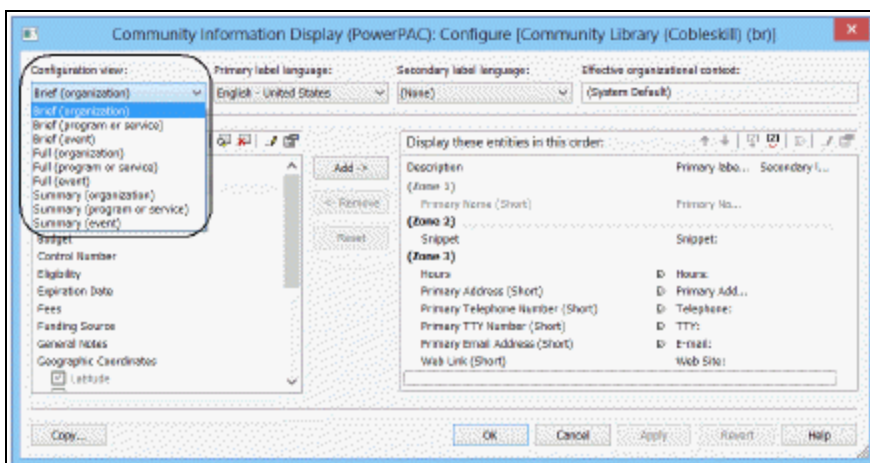 Community Information Display (PowerPAC): Configure [Community Library (Cobleskill) (br)]
Configuration view: Primary label language: Secondary label language: Effective organizational context:
Brief (organization) English - United States (None) (System Default)
Brief (organization)
Brief (program or service)
Brief (event)
Full (organization)
Full (program or service)
Full (event)
Summary (organization)
Summary (program or service)
Summary (event)
Budget
Control Number
Eligibility
Expiration Date
Fees
Funding Source
General Notes
Geographic Coordinates
Latitude
Add ->
<- Remove
Reset
Display these entities in this order:
Description Primary labe... Secondary l...
(Zone 1)
Primary Name (Short) Primary Na...
(Zone 2)
Snippet Snippet:
(Zone 3)
Hours D Hours:
Primary Address (Short) D Primary Add...
Primary Telephone Number (Short) D Telephone:
Primary TTY Number (Short) D TTY:
Primary Email Address (Short) D E-mail:
Web Link (Short) Web Site:
Copy... OK Cancel Apply Revert Help